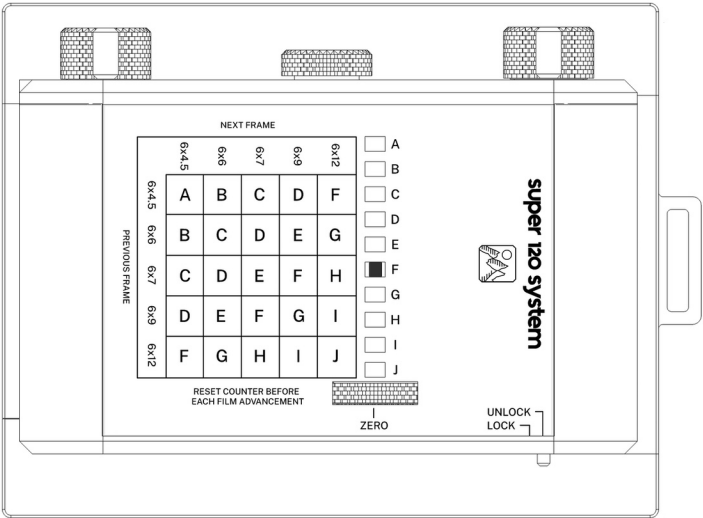 NEXT FRAME
6x4.5 6x6 6x7 6x9 6x12
PREVIOUS FRAME
6x4.5 A B C D F
6x6 B C D E G
6x7 C D E F H
6x9 D E F G I
6x12 F G H I J
RESET COUNTER BEFORE
EACH FILM ADVANCEMENT
A
B
C
D
E
F
G
H
I
J
ZERO
super 120 system
UNLOCK
LOCK